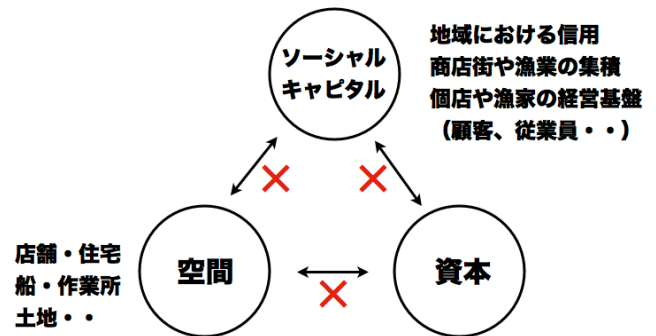 ソーシャル
キャピタル
地域における信用
商店街や漁業の集積
個店や漁家の経営基盤
（顧客、従業員・・）
店舗・住宅
船・作業所
土地・・
空間
資本